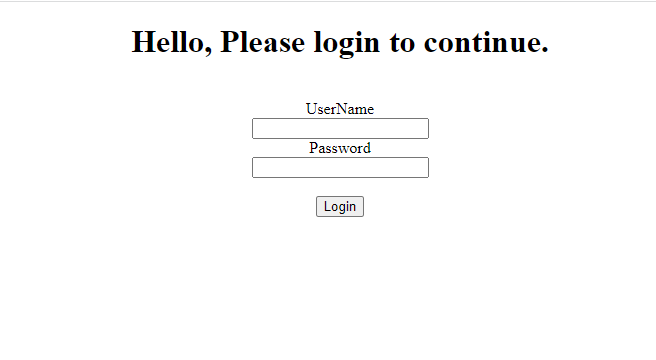 Hello, Please login to continue.
UserName
Password
Login